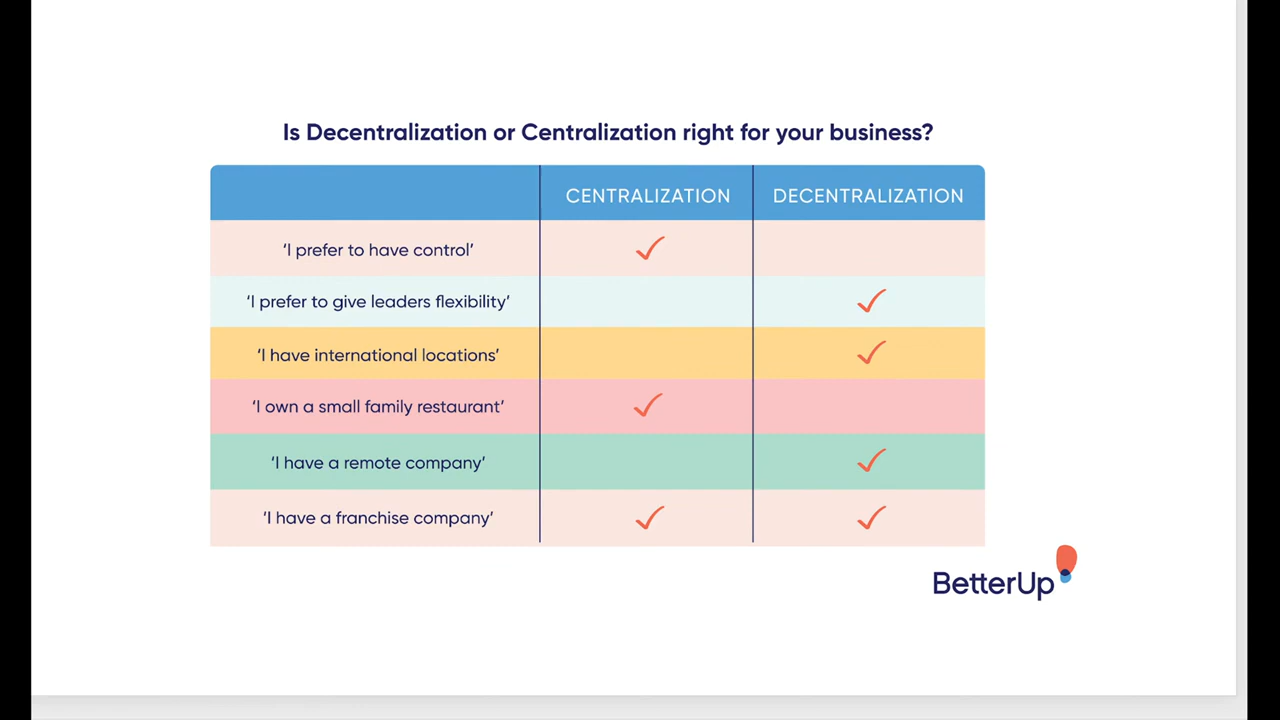 Is Decentralization or Centralization right for your business?
CENTRALIZATION DECENTRALIZATION
‘I prefer to have control’
‘I prefer to give leaders flexibility’
‘I have international locations’
‘I own a small family restaurant’
‘I have a remote company’
‘I have a franchise company’
BetterUp